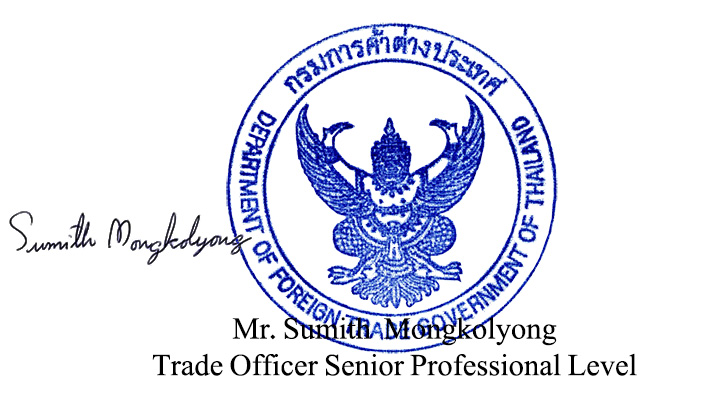 กรมการค้าต่างประเทศ
DEPARTMENT OF FOREIGN TRADE GOVERNMENT OF THAILAND
Sumith Mongkolyong
Mr. Sumith Mongkolyong
Trade Officer Senior Professional Level